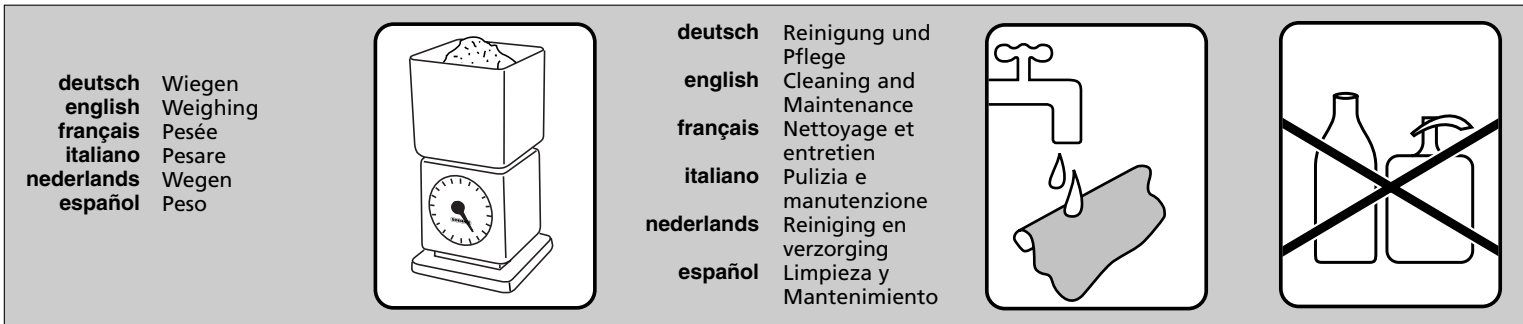 deutsch Wiegen
english Weighing
français Pesée
italiano Pesare
nederlands Wegen
español Peso
deutsch Reinigung und
Pflege
english Cleaning and
Maintenance
français Nettoyage et
entretien
italiano Pulizia e
manutenzione
nederlands Reiniging en
verzorging
español Limpieza y
Mantenimiento